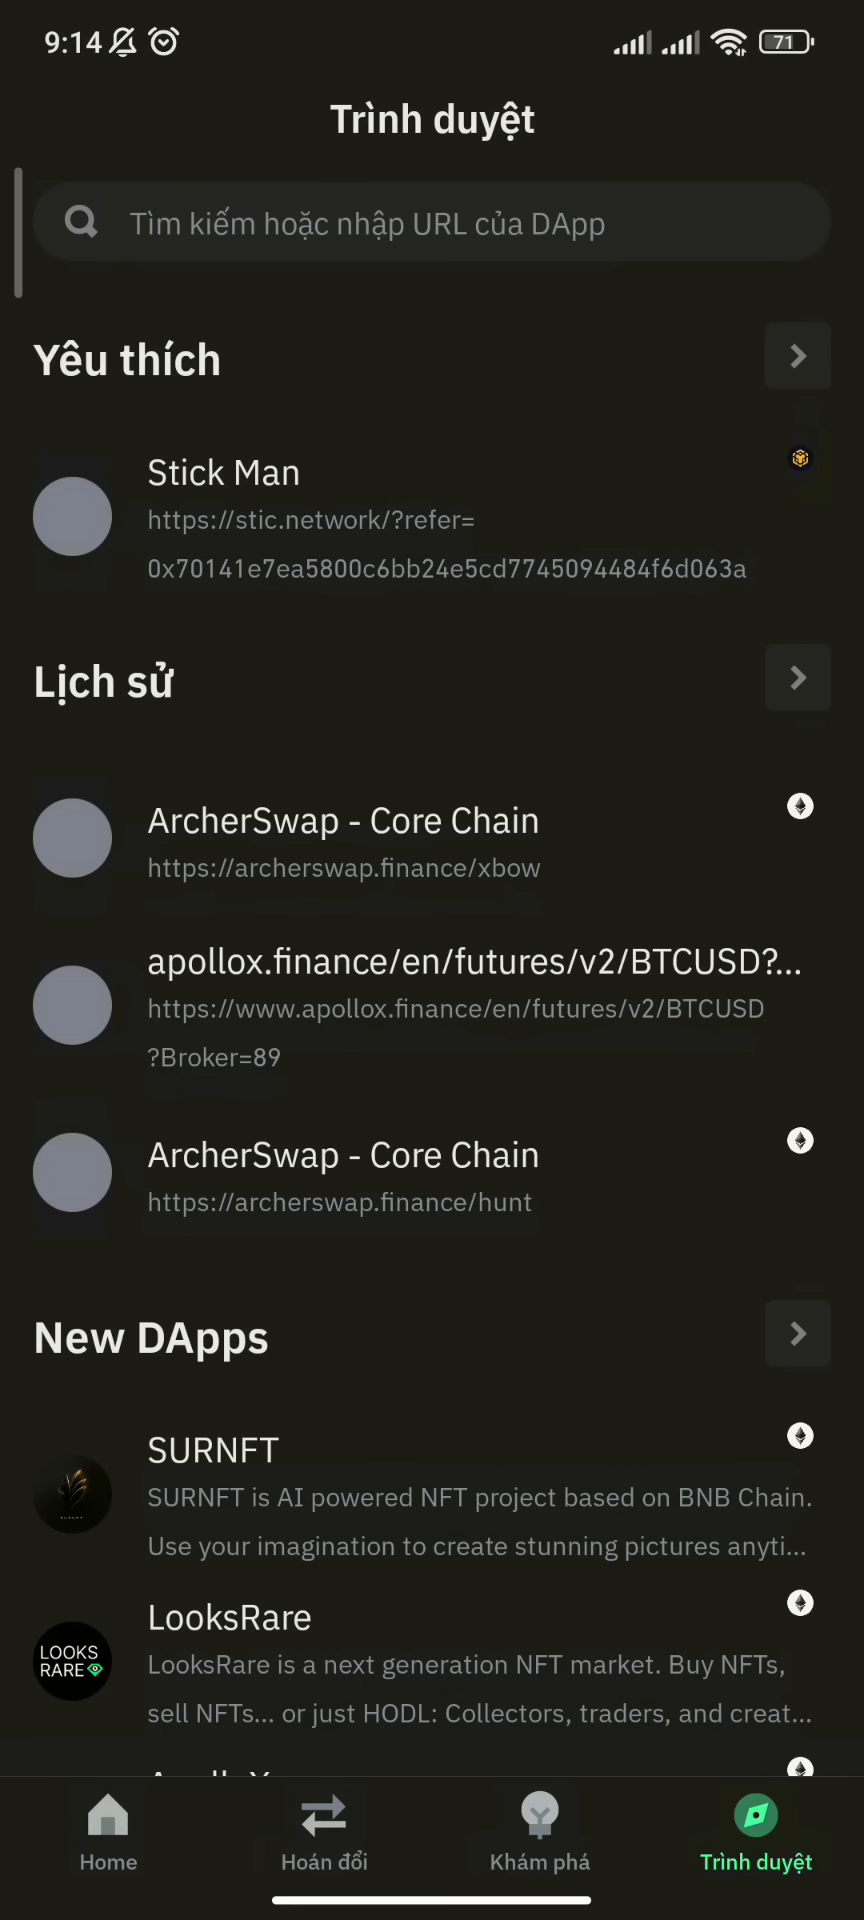 9:14
71
Trình duyệt
Tìm kiếm hoặc nhập URL của DApp
Yêu thích
Stick Man
https://stic.network/?refer=
0x70141e7ea5800c6bb24e5cd7745094484f6d063a
Lịch sử
ArcherSwap - Core Chain
https://archerswap.finance/xbow
apollox.finance/en/futures/v2/BTCUSD?...
https://www.apollox.finance/en/futures/v2/BTCUSD
?Broker=89
ArcherSwap - Core Chain
https://archerswap.finance/hunt
New DApps
SURNFT
SURNFT is AI powered NFT project based on BNB Chain.
Use your imagination to create stunning pictures anyti...
LooksRare
LOOKS
RARE
LooksRare is a next generation NFT market. Buy NFTs,
sell NFTs... or just HODL: Collectors, traders, and creat...
Home
Hoán đổi
Khám phá
Trình duyệt